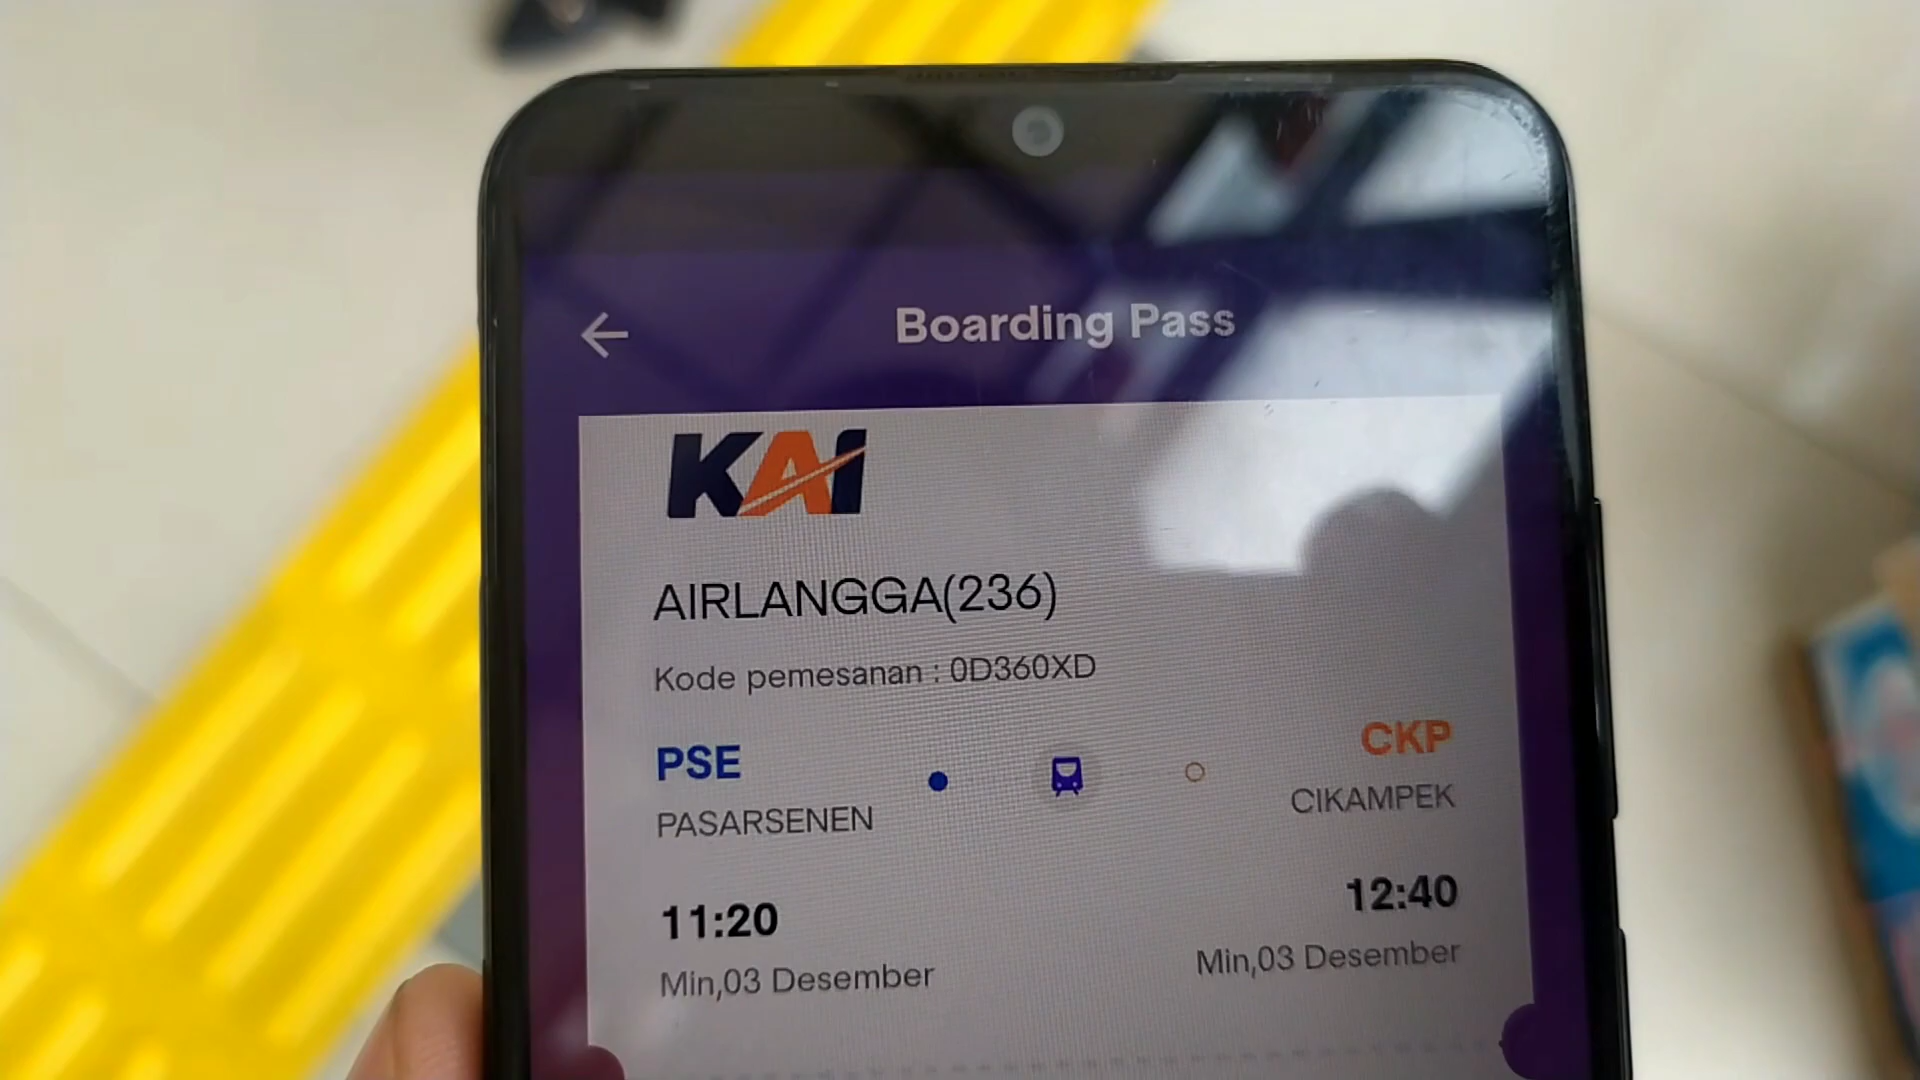 Boarding Pass
KAI
AIRLANGGA(236)
Kode pemesanan : 0D360XD
PSE
CKP
PASARSENEN
CIKAMPEK
11:20
12:40
Min,03 Desember
Min,03 Desember